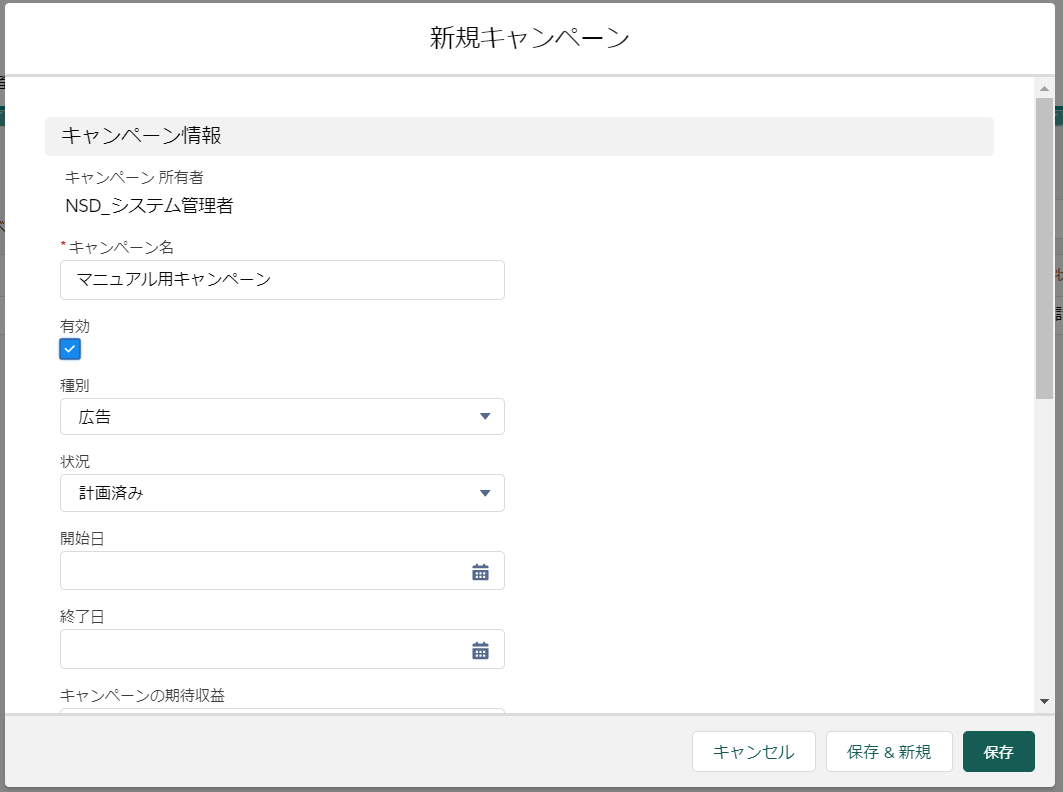 新規キャンペーン
キャンペーン情報
キャンペーン 所有者
NSD_システム管理者
*キャンペーン名
マニュアル用キャンペーン
有効
種別
広告
状況
計画済み
開始日
終了日
キャンペーンの期待収益
キャンセル
保存 & 新規
保存